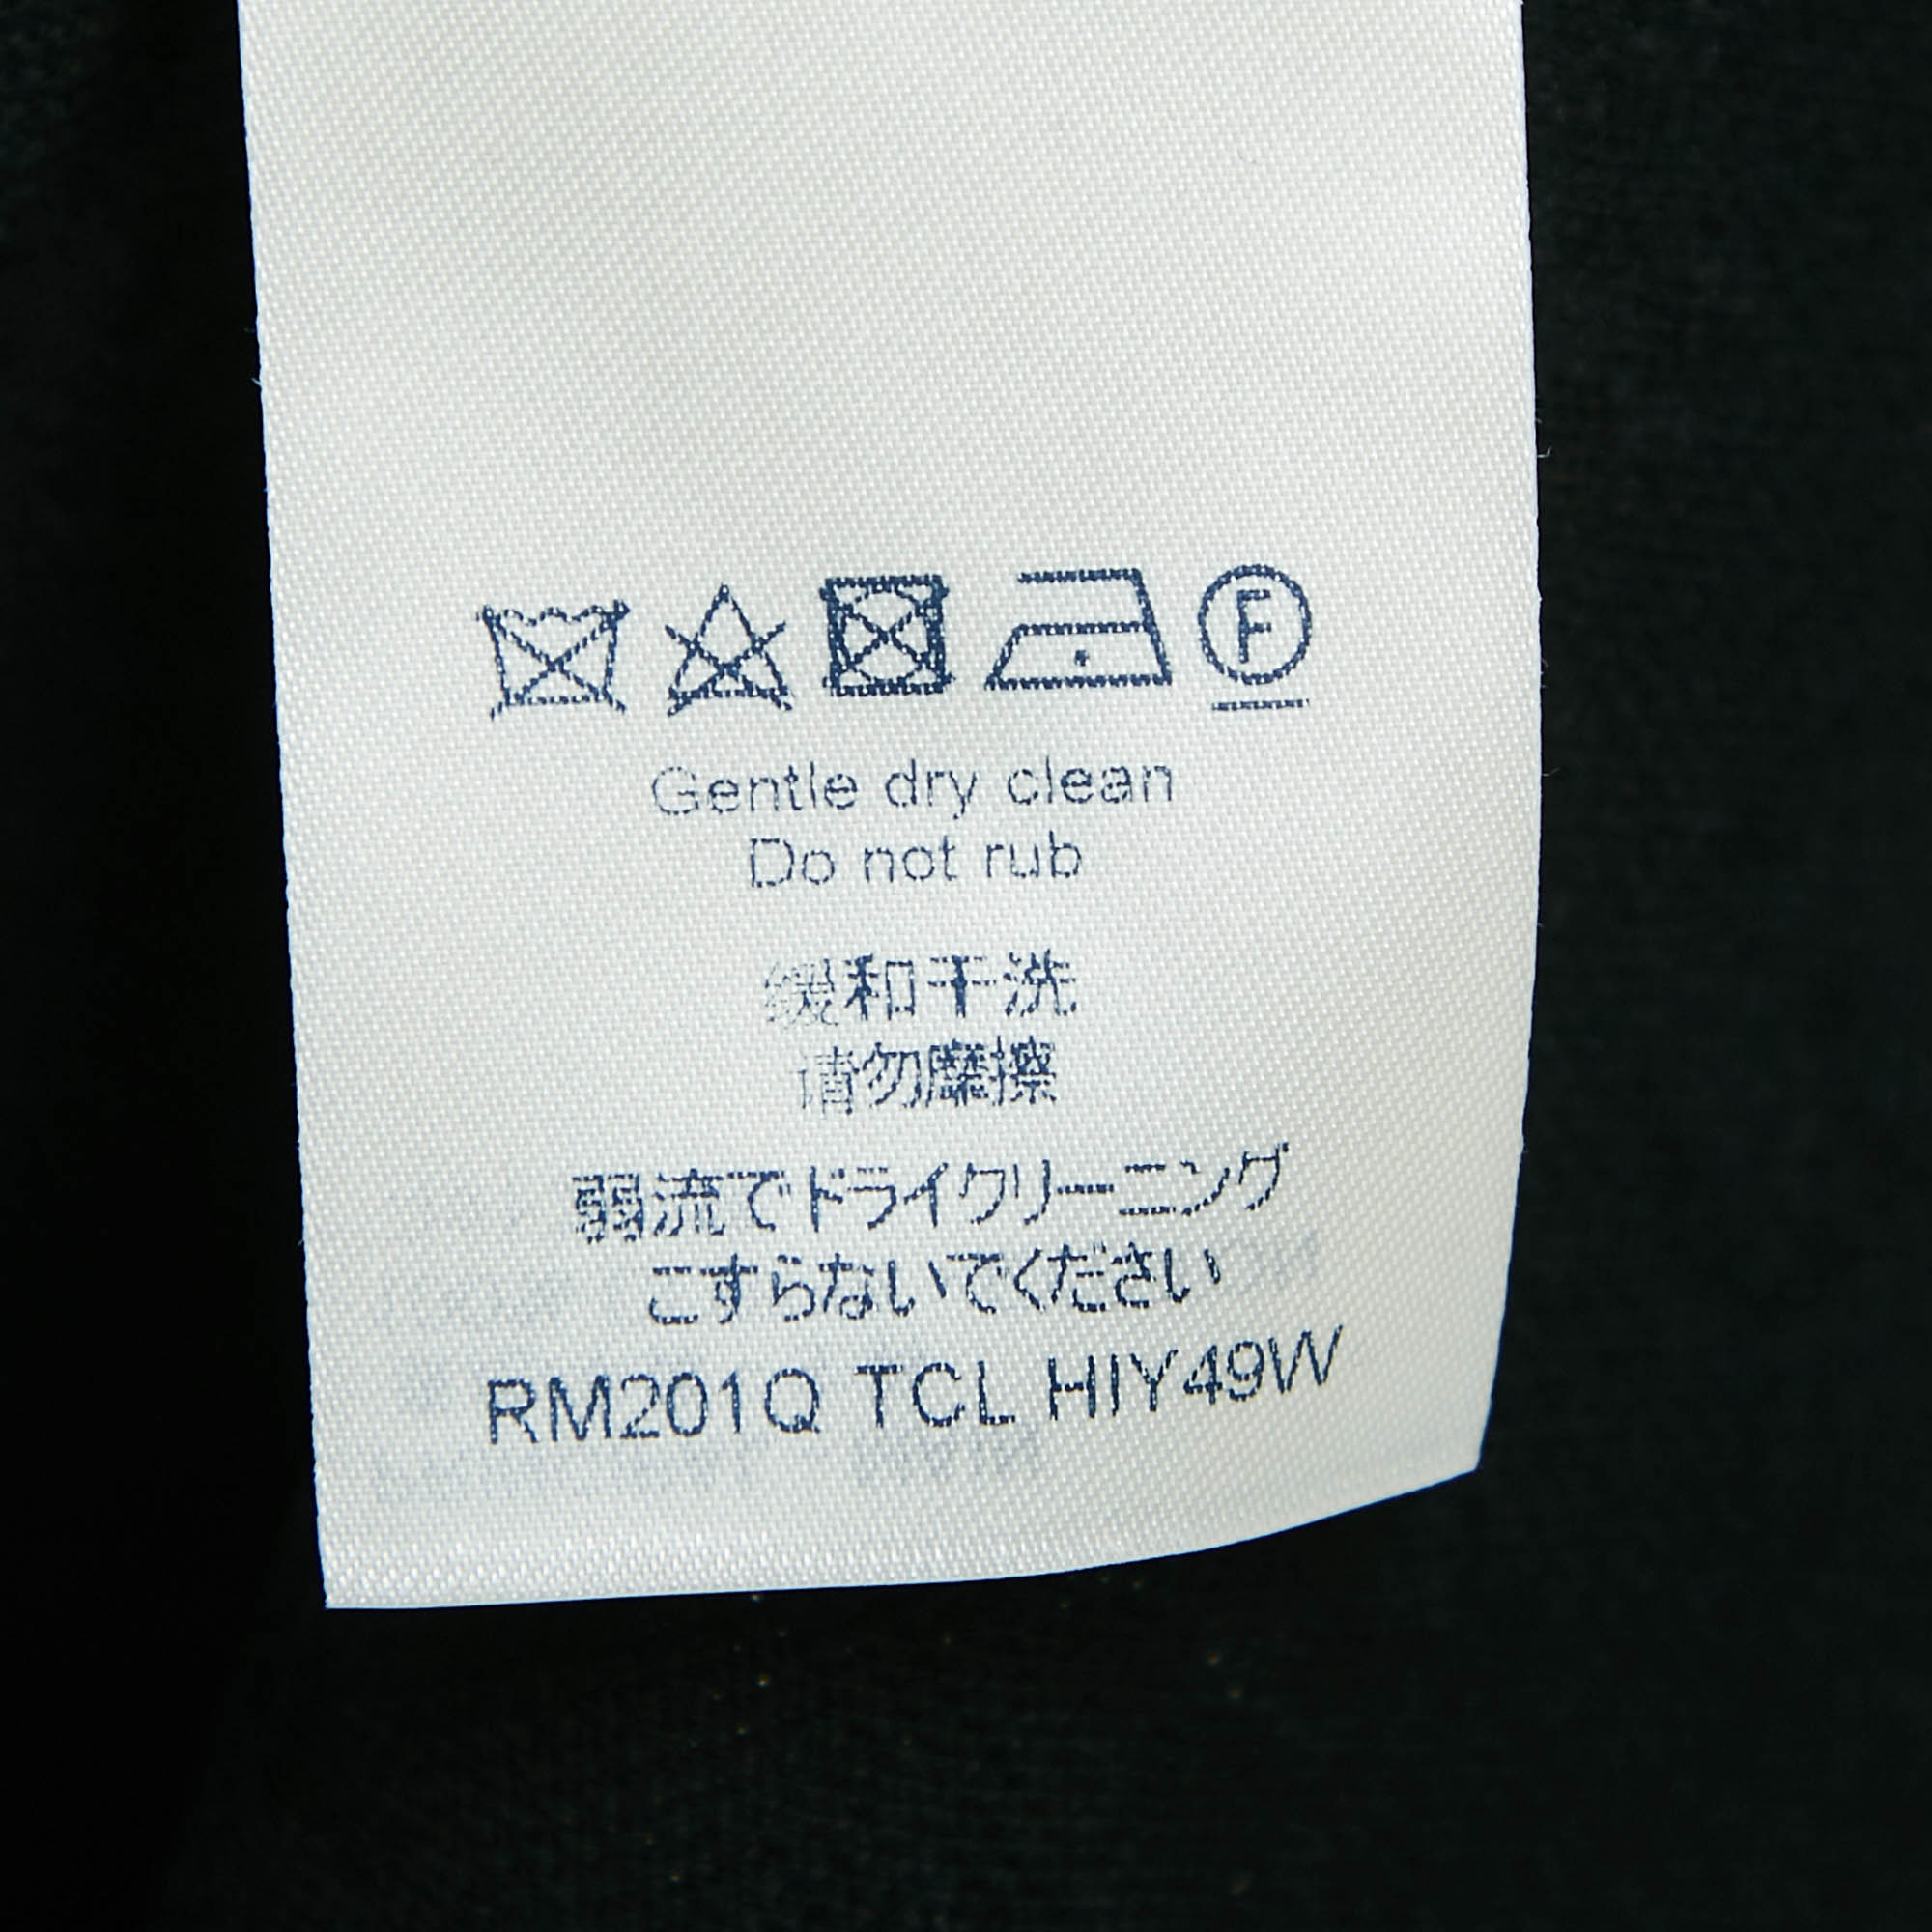 F
Gentle dry clean
Do not rub
缓和干洗
请勿摩擦
弱流でドライクリーニング
こすらないでください
RM201Q TCL HIY49W